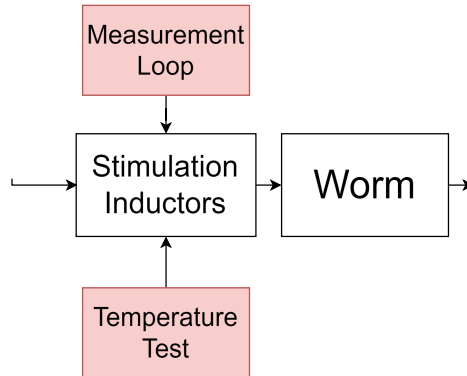 Measurement
Loop
Stimulation
Inductors
Worm
Temperature
Test